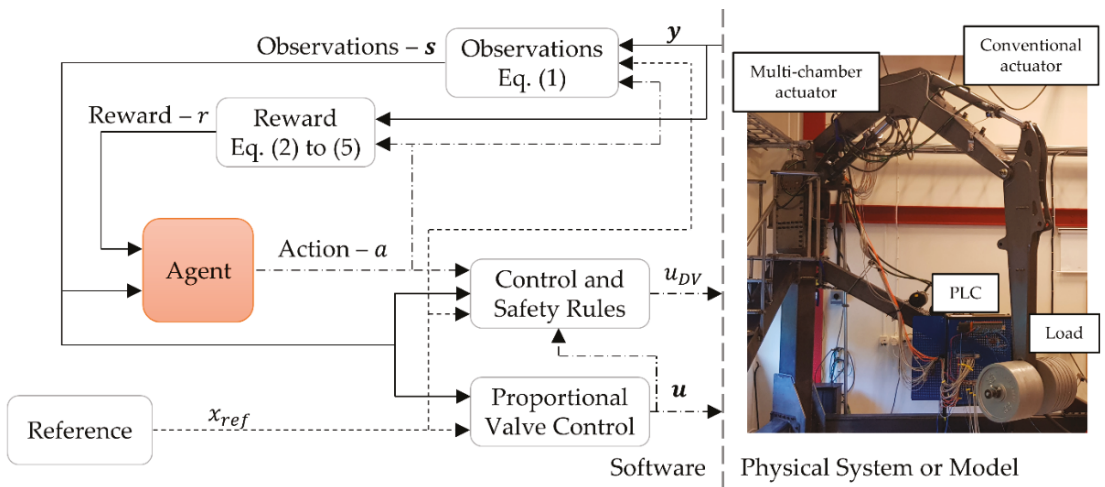 Observations – s
Observations
Eq. (1)
y
Reward – r
Reward
Eq. (2) to (5)
Agent
Action – a
Control and
Safety Rules
u_DV
Proportional
Valve Control
u
Reference
x_ref
Software
Physical System or Model
Multi-chamber
actuator
Conventional
actuator
PLC
Load